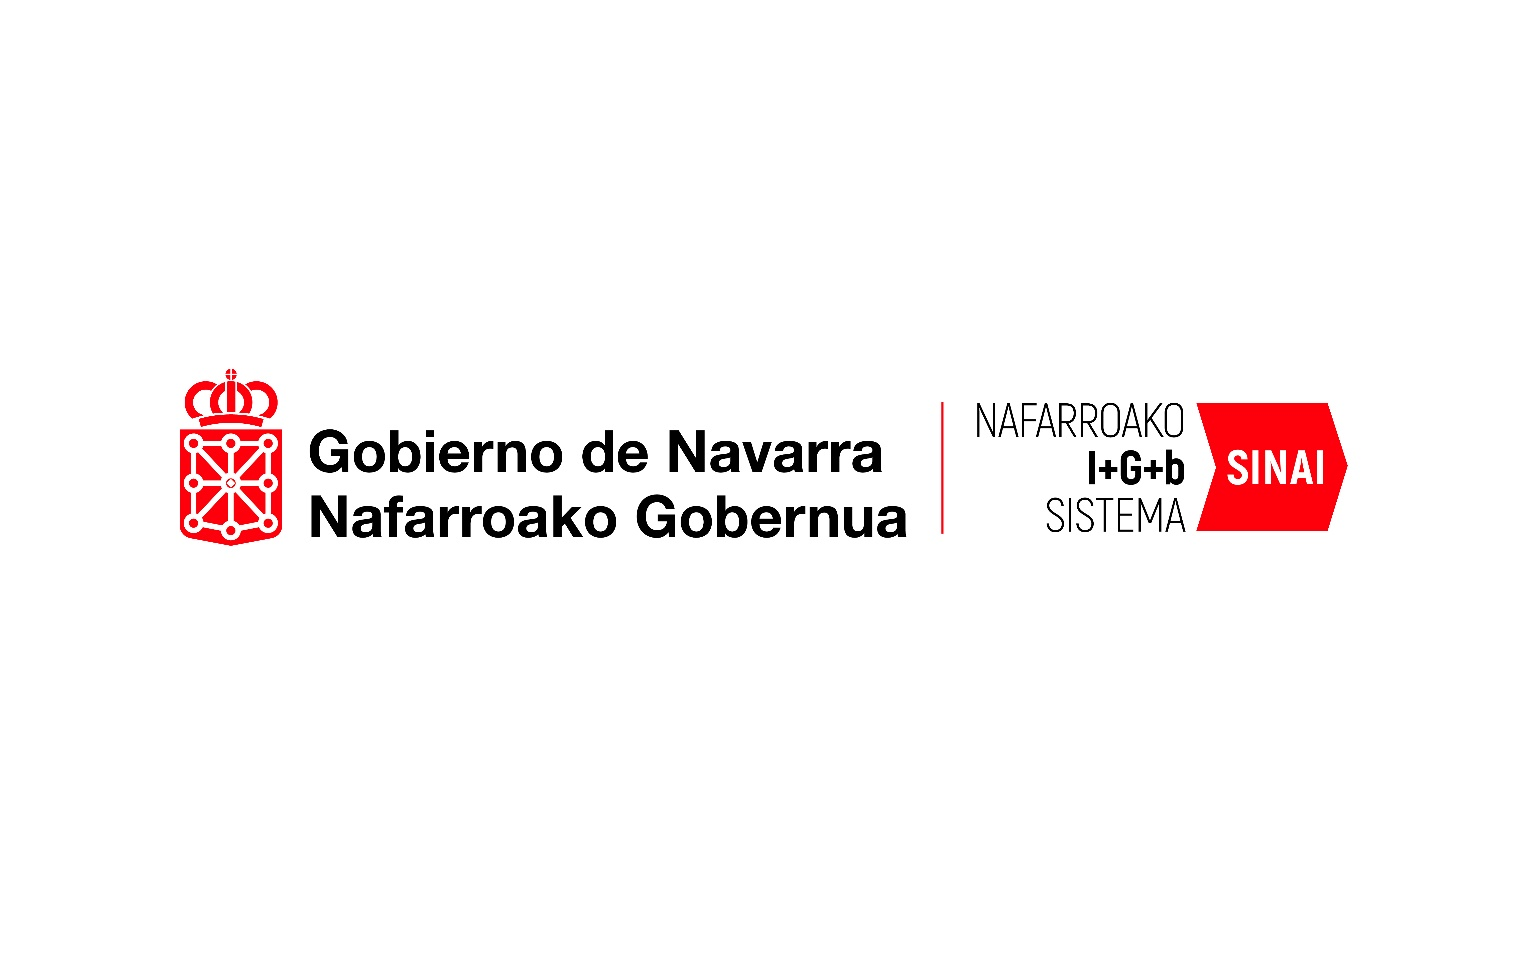 Gobierno de Navarra
Nafarroako Gobernua
NAFARROAKO
I+G+b
SISTEMA
SINAI